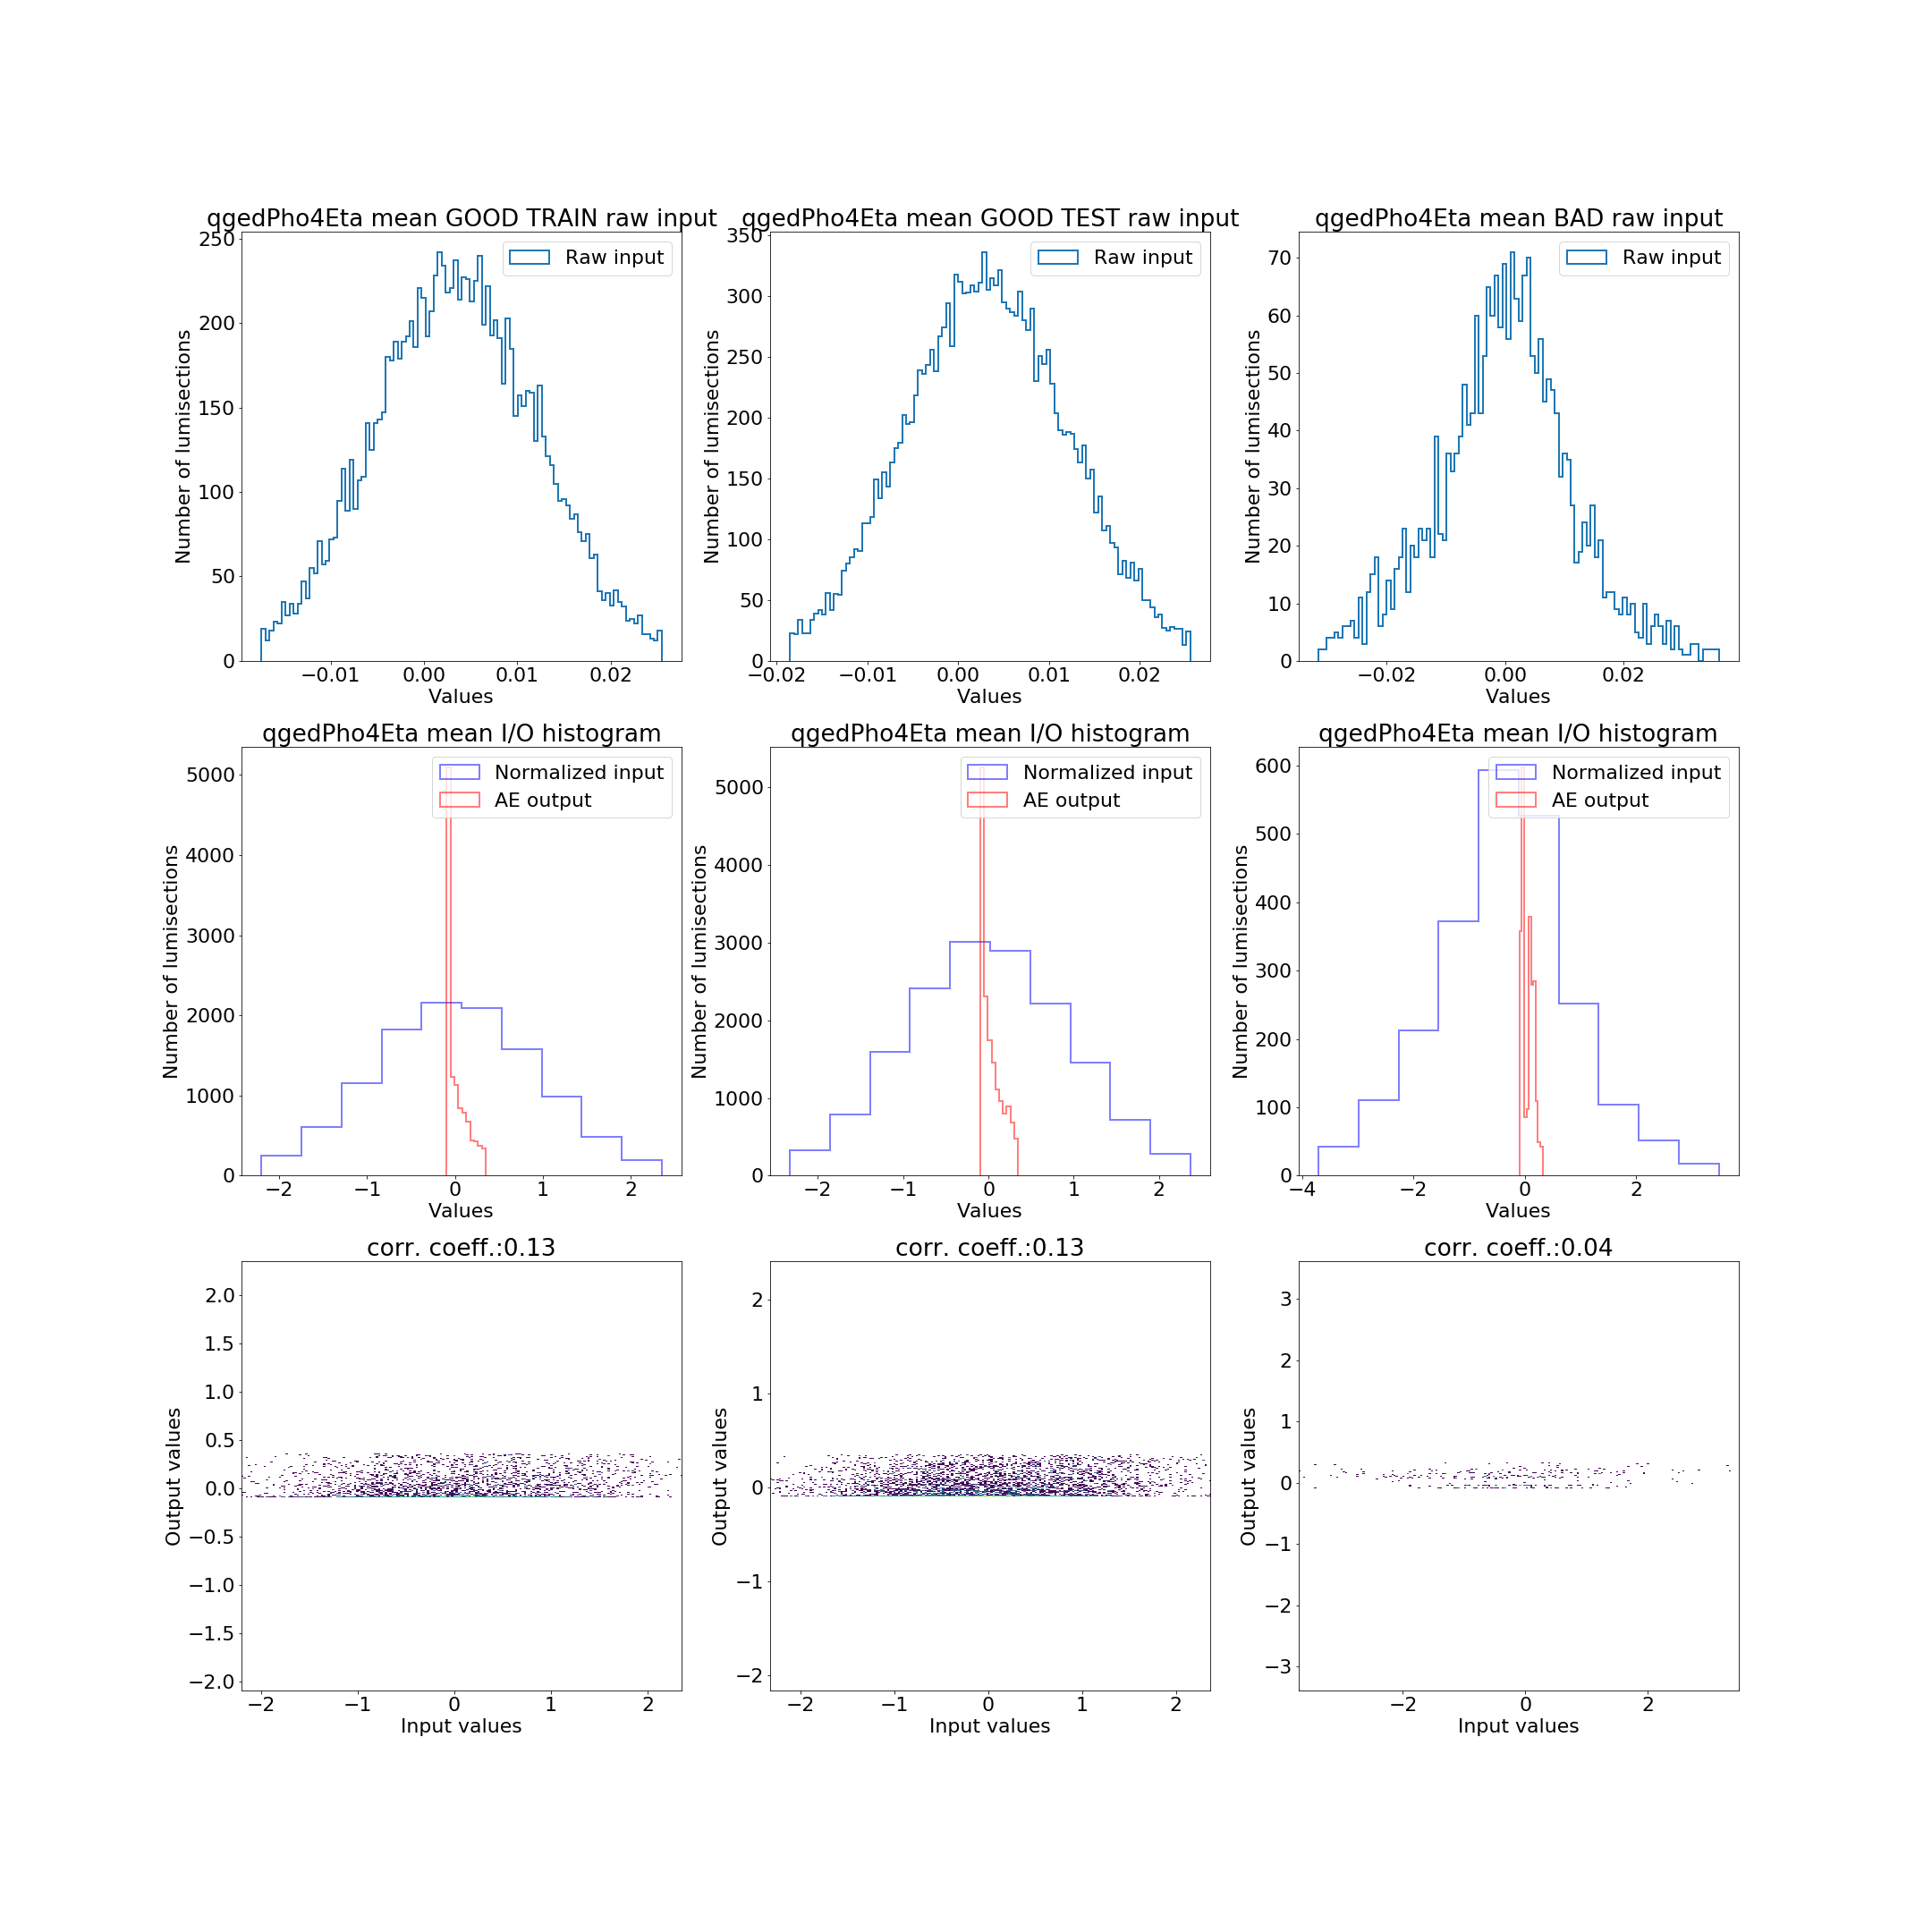 qgedPho4Eta mean GOOD TRAIN raw input
250
200
150
100
50
0
Number of lumisections
Raw input
−0.01 0.00 0.01 0.02
Values
qgedPho4Eta mean GOOD TEST raw input
350
300
250
200
150
100
50
0
Number of lumisections
Raw input
−0.02 −0.01 0.00 0.01 0.02
Values
qgedPho4Eta mean BAD raw input
70
60
50
40
30
20
10
0
Number of lumisections
Raw input
−0.02 0.00 0.02
Values
qgedPho4Eta mean I/O histogram
5000
4000
3000
2000
1000
0
Number of lumisections
Normalized input
AE output
−2 −1 0 1 2
Values
qgedPho4Eta mean I/O histogram
5000
4000
3000
2000
1000
0
Number of lumisections
Normalized input
AE output
−2 −1 0 1 2
Values
qgedPho4Eta mean I/O histogram
600
500
400
300
200
100
0
Number of lumisections
Normalized input
AE output
−4 −2 0 2
Values
corr. coeff.:0.13
2.0
1.5
1.0
0.5
0.0
−0.5
−1.0
−1.5
−2.0
Output values
−2 −1 0 1 2
Input values
corr. coeff.:0.13
2
1
0
−1
−2
Output values
−2 −1 0 1 2
Input values
corr. coeff.:0.04
3
2
1
0
−1
−2
−3
Output values
−2 0 2
Input values